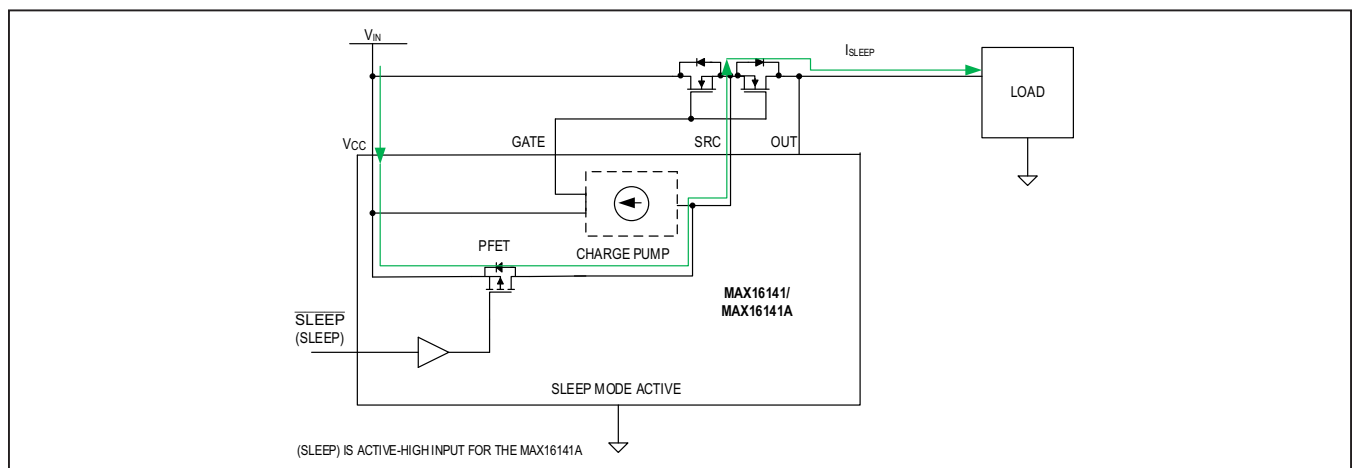 VIN
ISLEEP
LOAD
VCC
GATE
SRC
OUT
PFET
CHARGE PUMP
MAX16141/
MAX16141A
SLEEP
(SLEEP)
SLEEP MODE ACTIVE
(SLEEP) IS ACTIVE-HIGH INPUT FOR THE MAX16141A